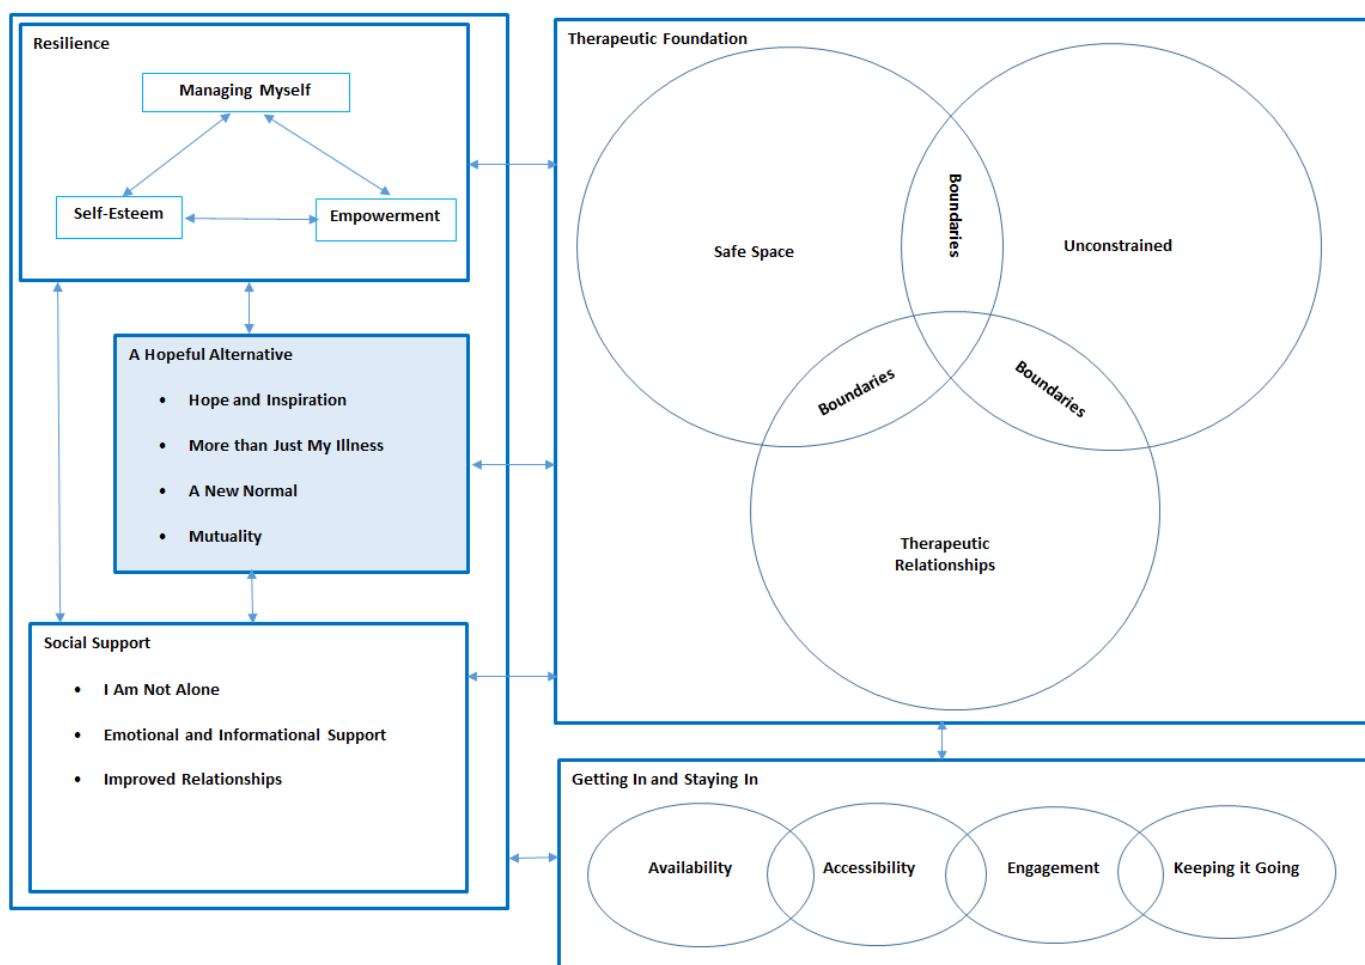 Resilience
Managing Myself
Self-Esteem
Empowerment
A Hopeful Alternative
• Hope and Inspiration
• More than Just My Illness
• A New Normal
• Mutuality
Social Support
• I Am Not Alone
• Emotional and Informational Support
• Improved Relationships
Therapeutic Foundation
Safe Space
Boundaries
Unconstrained
Boundaries
Boundaries
Therapeutic
Relationships
Getting In and Staying In
Availability
Accessibility
Engagement
Keeping it Going